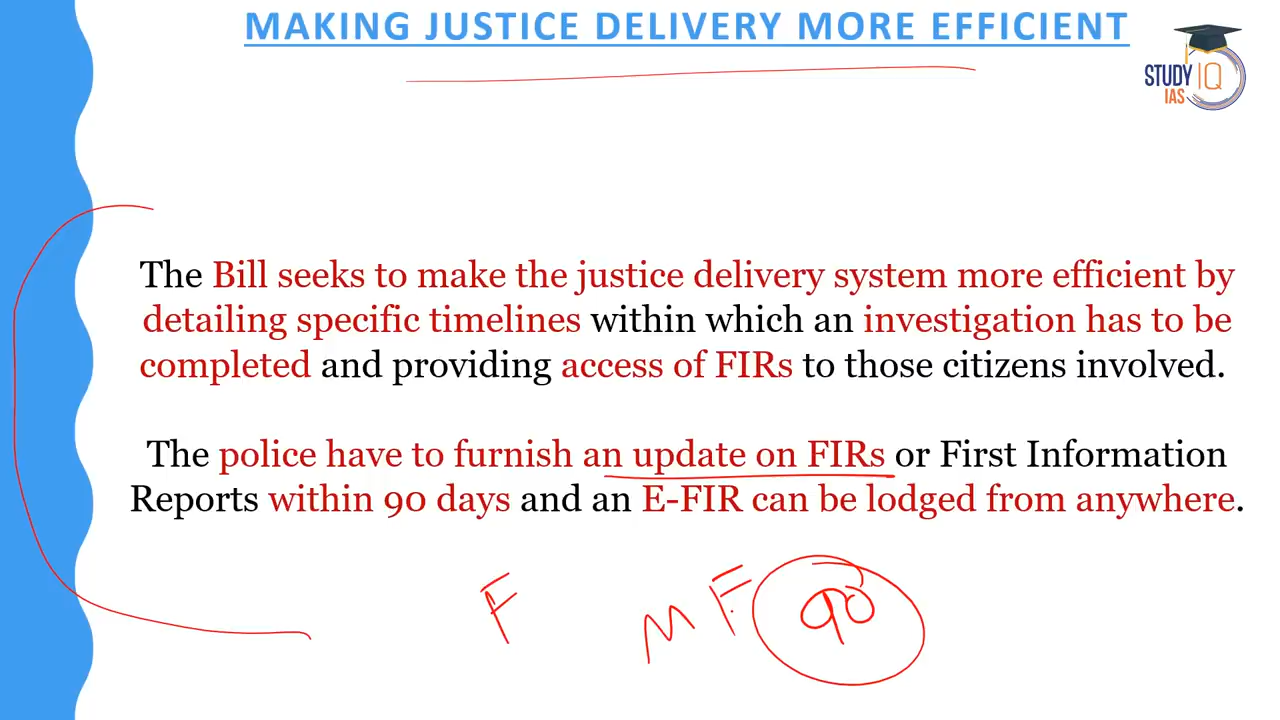 MAKING JUSTICE DELIVERY MORE EFFICIENT
STUDY IQ
IAS
The Bill seeks to make the justice delivery system more efficient by
detailing specific timelines within which an investigation has to be
completed and providing access of FIRs to those citizens involved.
The police have to furnish an update on FIRs or First Information
Reports within 90 days and an E-FIR can be lodged from anywhere.
F M F 90